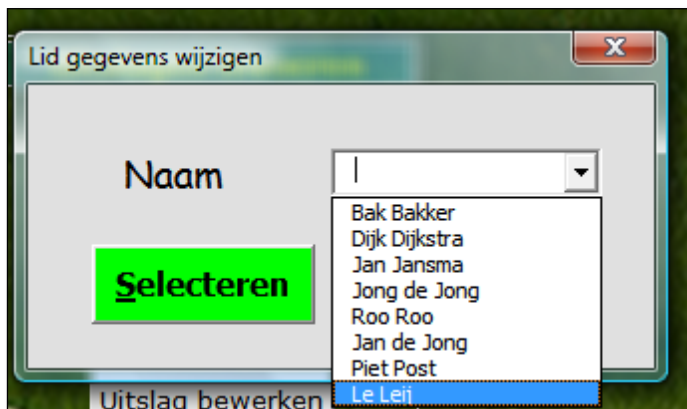 Lid gegevens wijzigen
Naam
Bak Bakker
Dijk Dijkstra
Jan Jansma
Jong de Jong
Roo Roo
Jan de Jong
Piet Post
Le Leij
Selecteren
Uitslag bewerken